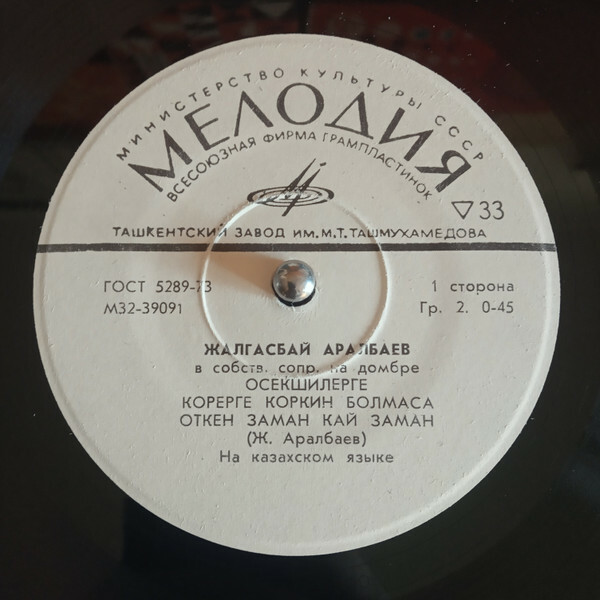 МИНИСТЕРСТВО КУЛЬТУРЫ СССР
МЕЛОДИЯ
ВСЕСОЮЗНАЯ ФИРМА ГРАМПЛАСТИНОК
33
ТАШКЕНТСКИЙ ЗАВОД ИМ. М.Т. ТАШМУХАМЕДОВА
ГОСТ 5289-73
М32-39091
1 сторона
Гр. 2. 0-45
ЖАЛГАСБАЙ АРАЛБАЕВ
в собств. сопр. на домбре
ОСЕКШИЛЕРГЕ
КОРЕРГЕ КОРКИН БОЛМАСА
ОТКЕН ЗАМАН КАЙ ЗАМАН
(Ж. Аралбаев)
На казахском языке